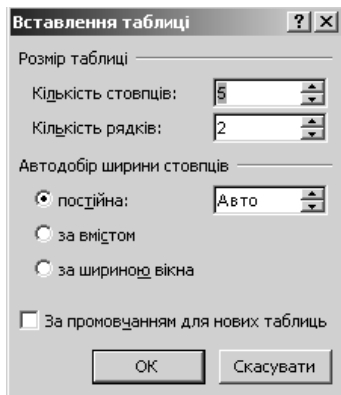 Вставлення таблиці
Розмір таблиці
Кількість стовпців: 5
Кількість рядків: 2
Автодобір ширини стовпців
постійна: Авто
за вмістом
за шириною вікна
За промовчанням для нових таблиць
ОК Скасувати